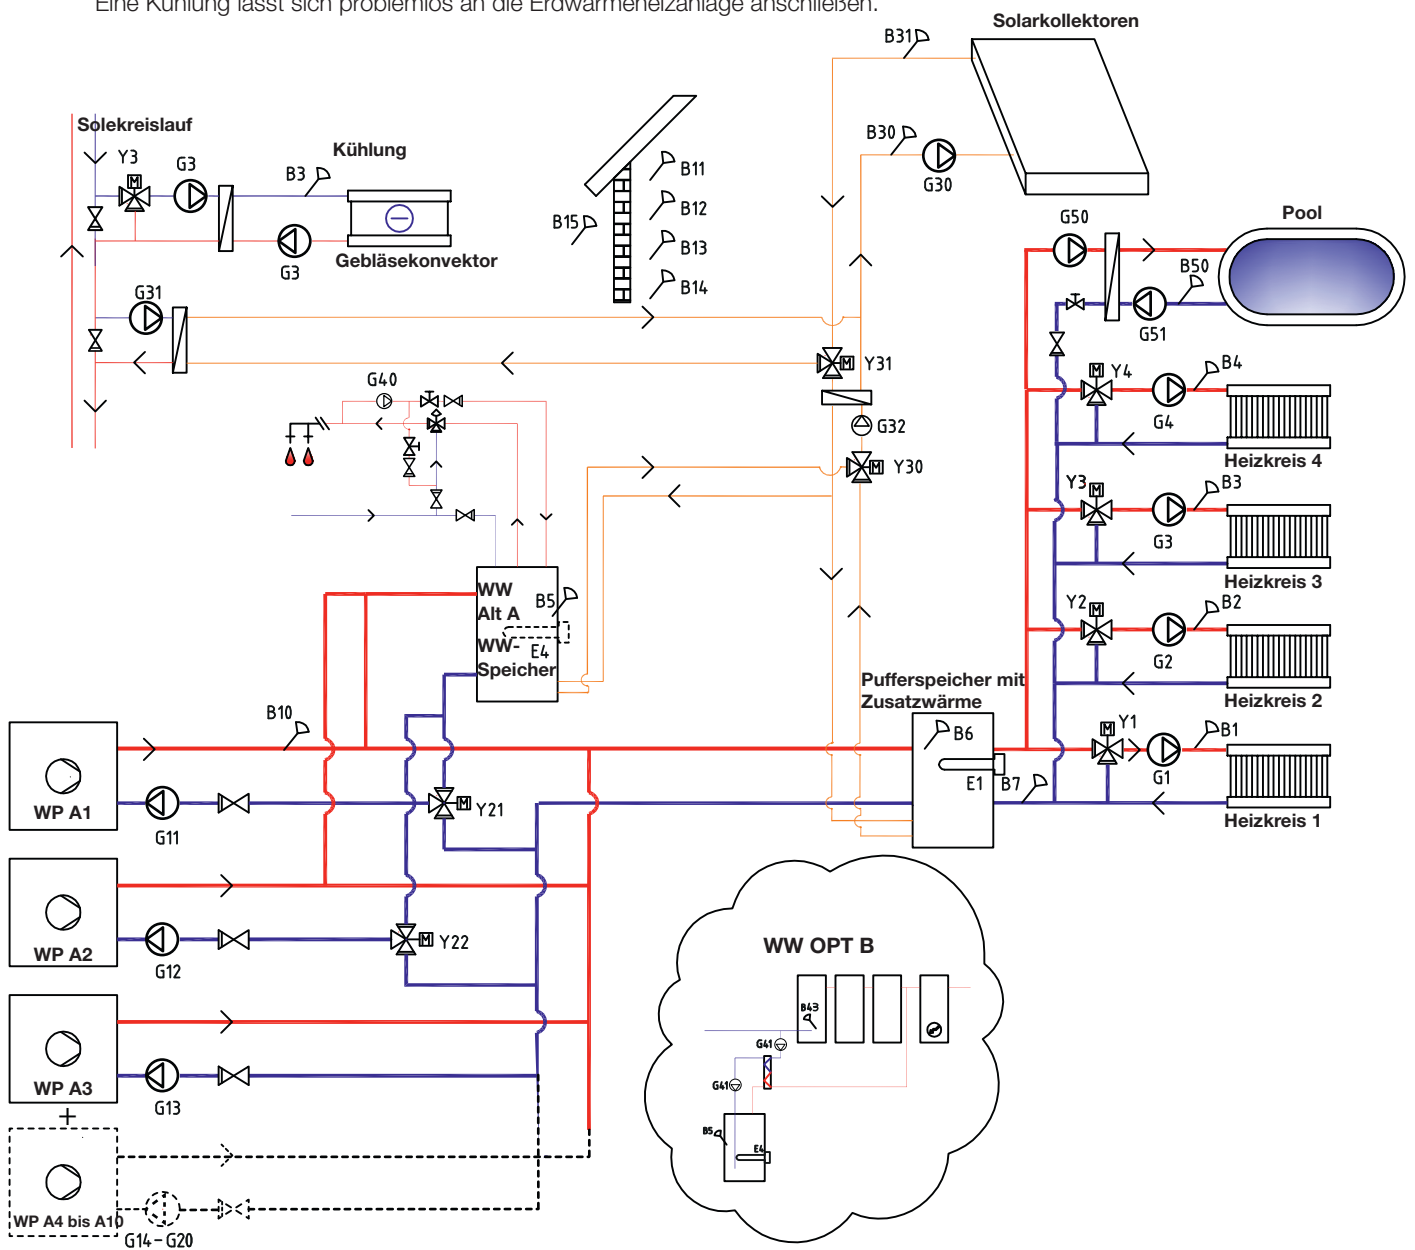 Eine Kühlung lässt sich problemlos an die Erdwärmeheizanlage anschließen.
Solarkollektoren
B31
Solekreislauf
Y3
G3
B3
Kühlung
G3
Gebläsekonvektor
B11
B12
B13
B14
B15
B30
G30
G50
Pool
B50
G51
G31
Y31
G40
G32
Y30
Y4
B4
G4
Heizkreis 4
Y3
B3
G3
Heizkreis 3
Y2
B2
G2
Heizkreis 2
Y1
B1
G1
Heizkreis 1
M
M
M
M
M
M
M
M
M
WW
Alt A
WW-
Speicher
B5
E4
Pufferspeicher mit
Zusatzwärme
B6
E1
B7
B10
WP A1
G11
Y21
WP A2
G12
Y22
WP A3
G13
+
WP A4 bis A10
G14-G20
WW OPT B
B43
G41
G41
B5
E4